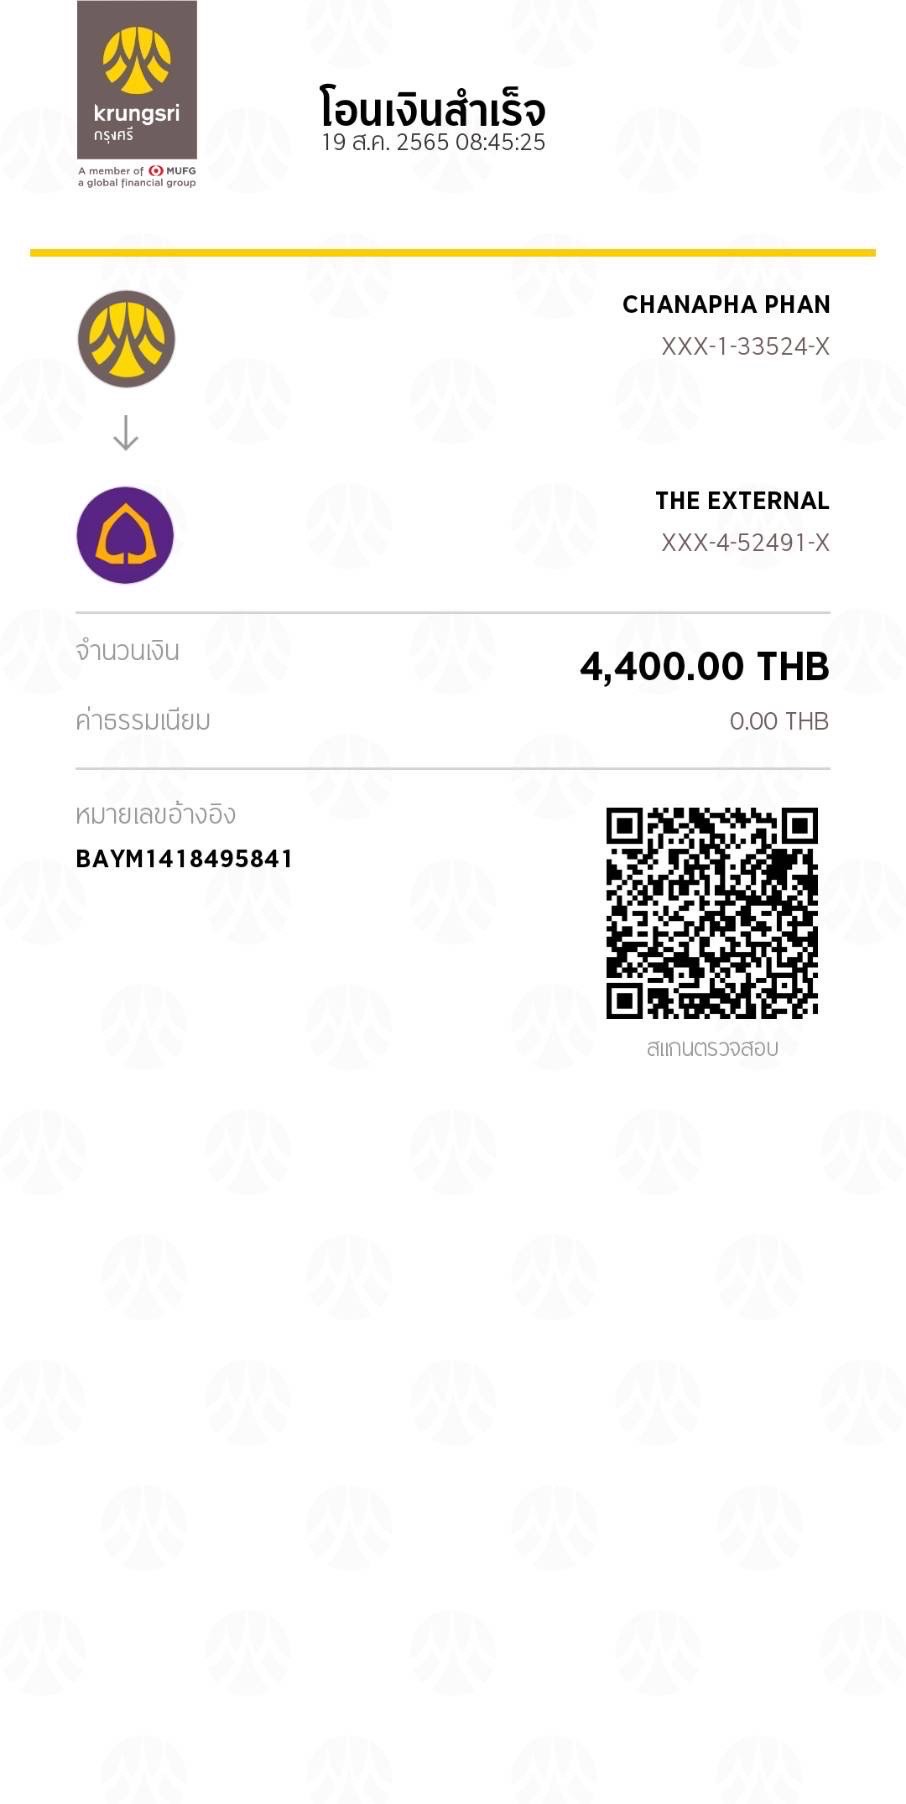 krungsri
กรุงศรี
A member of MUFG
a global financial group
โอนเงินสำเร็จ
19 ส.ค. 2565 08:45:25
CHANAPHA PHAN
XXX-1-33524-X
THE EXTERNAL
XXX-4-52491-X
จำนวนเงิน
4,400.00 THB
ค่าธรรมเนียม
0.00 THB
หมายเลขอ้างอิง
BAYM1418495841
สแกนตรวจสอบ